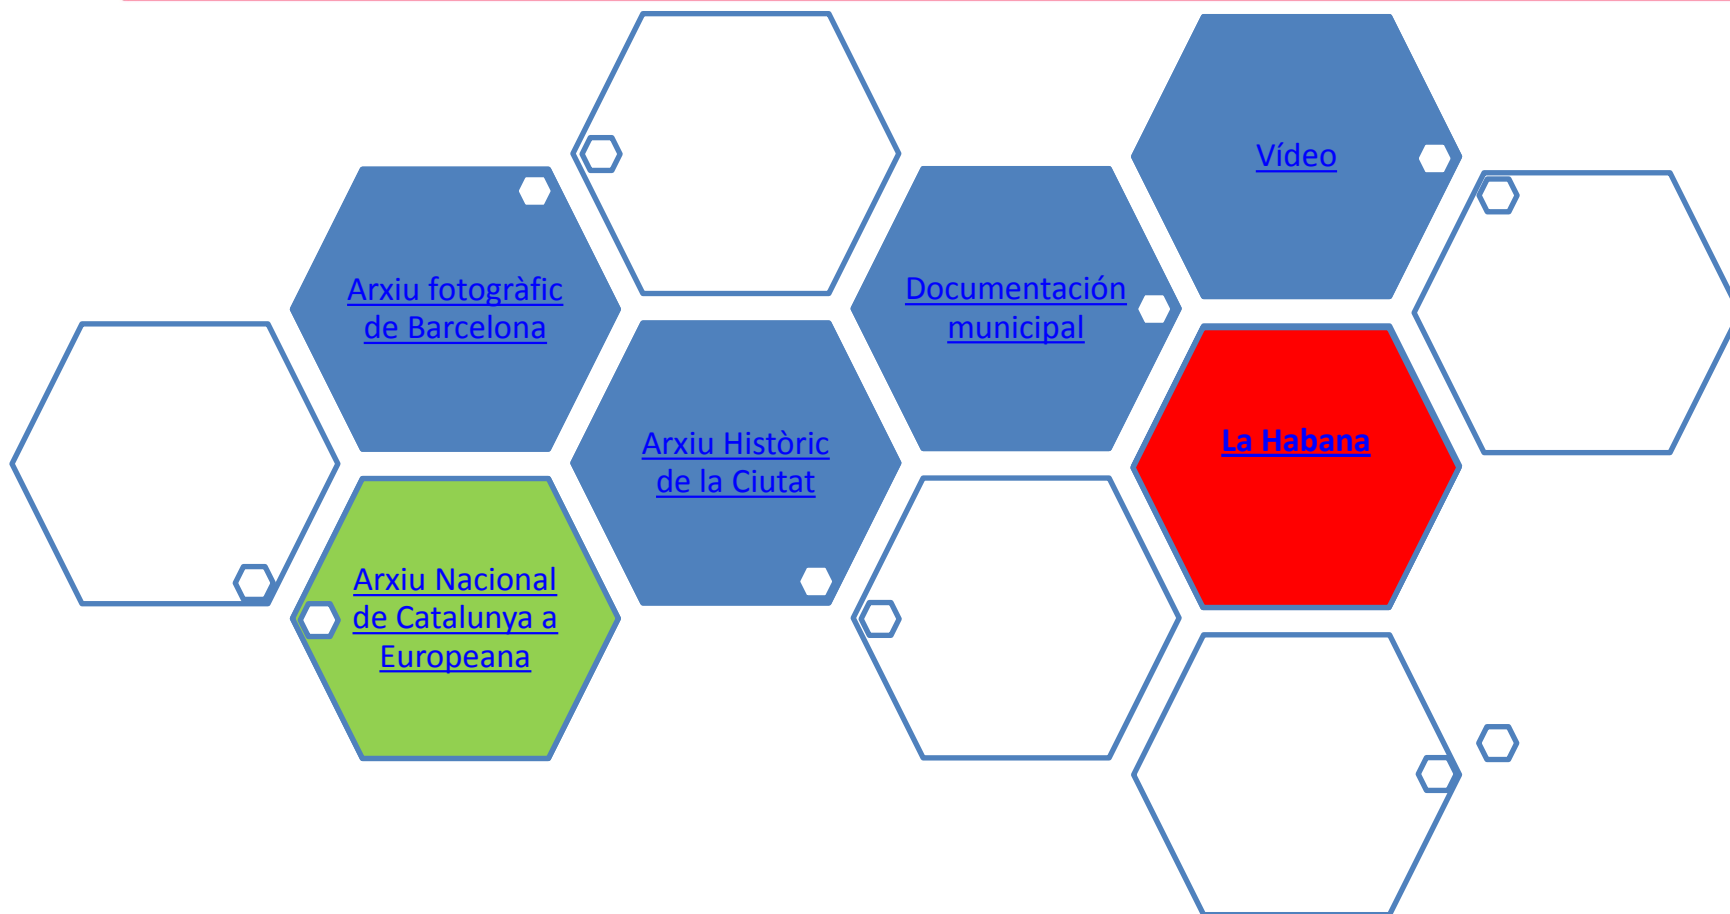 Vídeo
Arxiu fotogràfic
de Barcelona
Documentación
municipal
Arxiu Històric
de la Ciutat
La Habana
Arxiu Nacional
de Catalunya a
Europeana